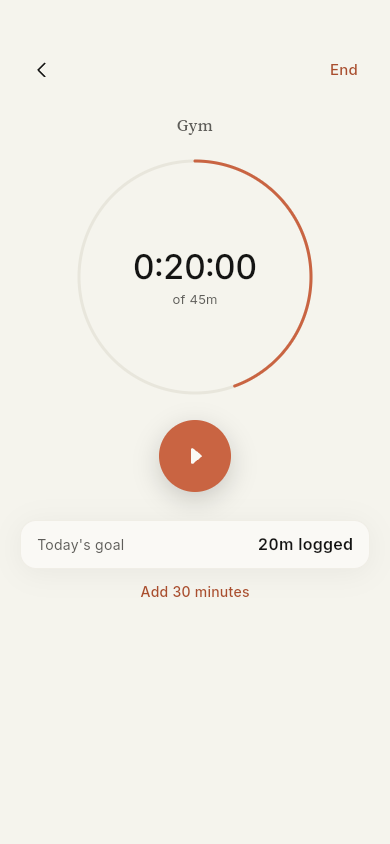 End
Gym
0:20:00
of 45m
Today's goal
20m logged
Add 30 minutes